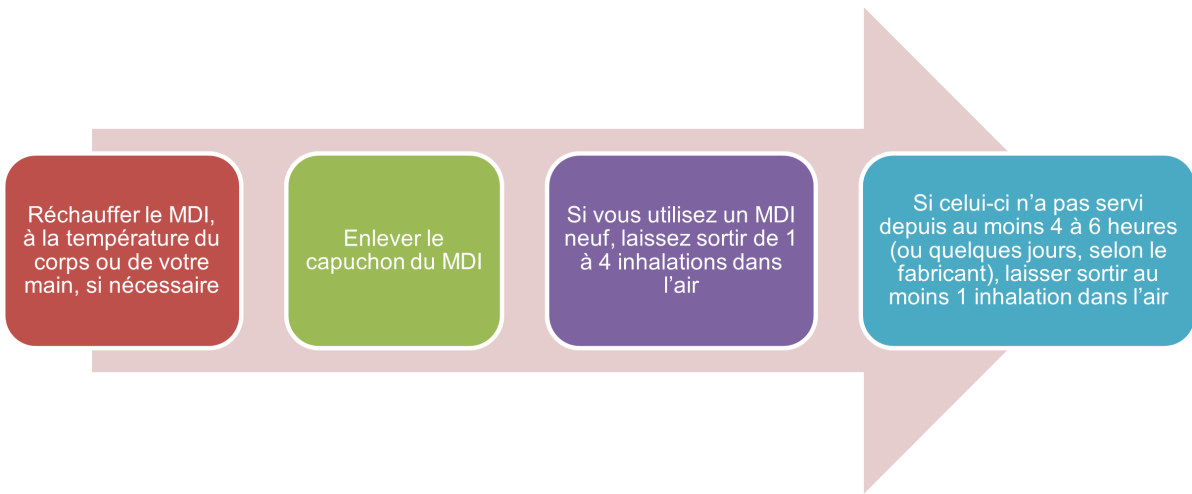 Réchauffer le MDI,
à la température du
corps ou de votre
main, si nécessaire
Enlever le
capuchon du MDI
Si vous utilisez un MDI
neuf, laissez sortir de 1
à 4 inhalations dans
l’air
Si celui-ci n’a pas servi
depuis au moins 4 à 6 heures
(ou quelques jours, selon le
fabricant), laisser sortir au
moins 1 inhalation dans l’air